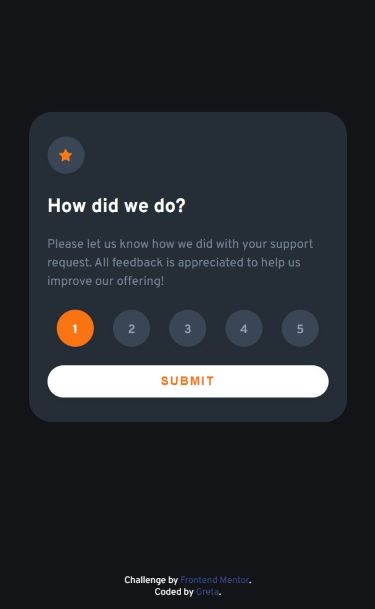 How did we do?
Please let us know how we did with your support
request. All feedback is appreciated to help us
improve our offering!
1 2 3 4 5
SUBMIT
Challenge by Frontend Mentor.
Coded by Greta.